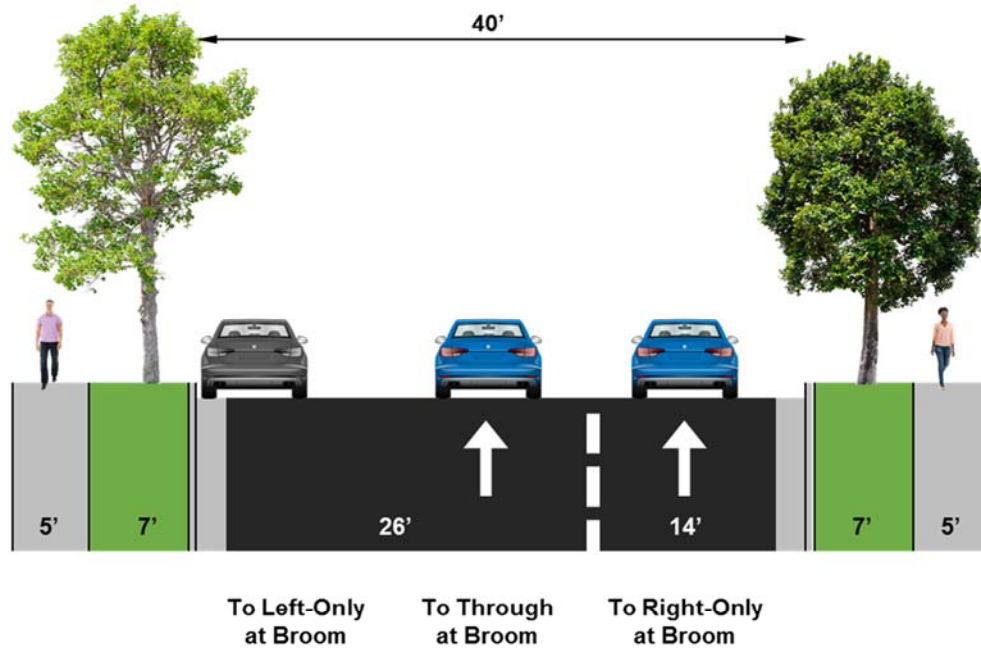 40’
5’
7’
26’
14’
7’
5’
To Left-Only
at Broom
To Through
at Broom
To Right-Only
at Broom